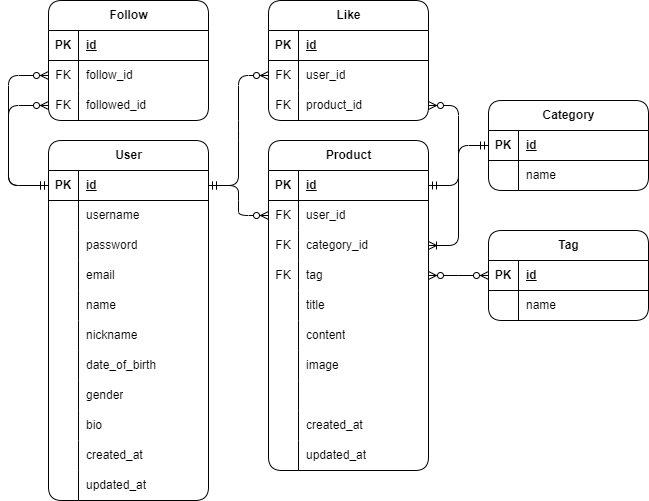 Follow
PK id
FK follow_id
FK followed_id
Like
PK id
FK user_id
FK product_id
User
PK id
username
password
email
name
nickname
date_of_birth
gender
bio
created_at
updated_at
Product
PK id
FK user_id
FK category_id
FK tag
title
content
image
created_at
updated_at
Category
PK id
name
Tag
PK id
name